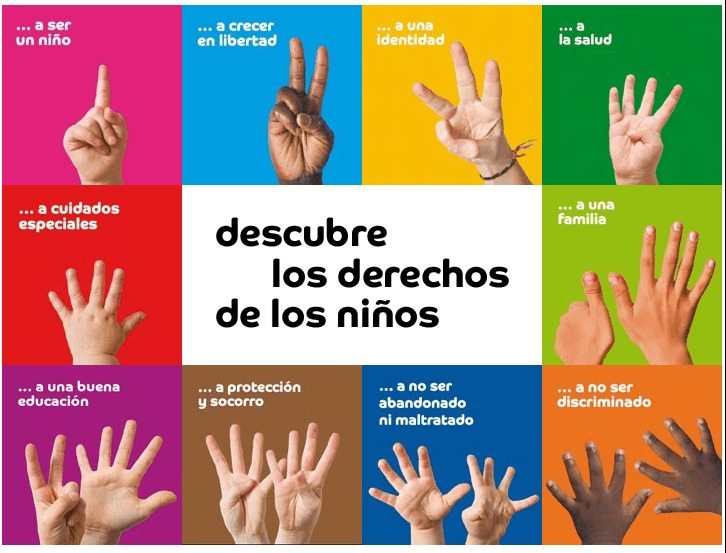 ... a ser
un niño
... a crecer
en libertad
... a una
identidad
... a
la salud
... a cuidados
especiales
descubre
los derechos
de los niños
... a una
familia
... a una buena
educación
... a protección
y socorro
... a no ser
abandonado
ni maltratado
... a no ser
discriminado